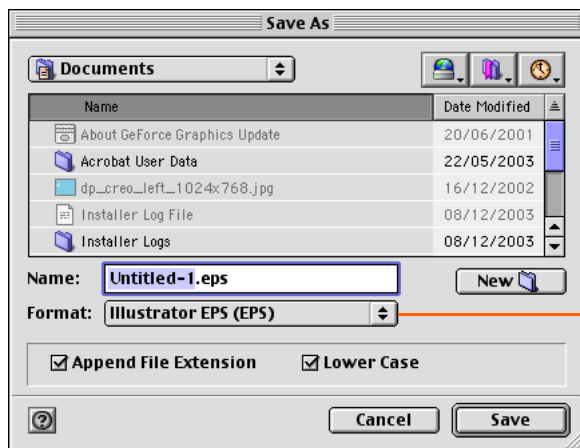 Save As
Documents
Name Date Modified
About GeForce Graphics Update 20/06/2001
Acrobat User Data 22/05/2003
dp_creo_left_1024x768.jpg 16/12/2002
Installer Log File 08/12/2003
Installer Logs 08/12/2003
Name: Untitled-1.eps New
Format: Illustrator EPS (EPS)
Append File Extension Lower Case
? Cancel Save